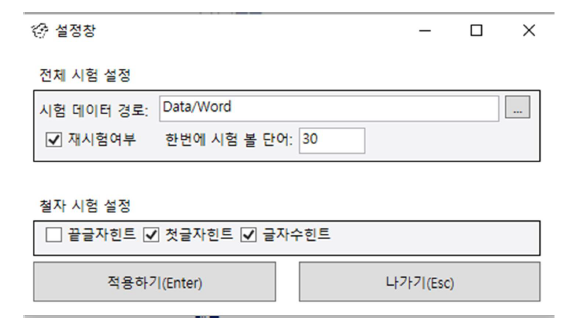 설정창
전체 시험 설정
시험 데이터 경로: Data/Word ...
재시험여부 한번에 시험 볼 단어: 30
철자 시험 설정
끝글자힌트 첫글자힌트 글자수힌트
적용하기(Enter) 나가기(Esc)